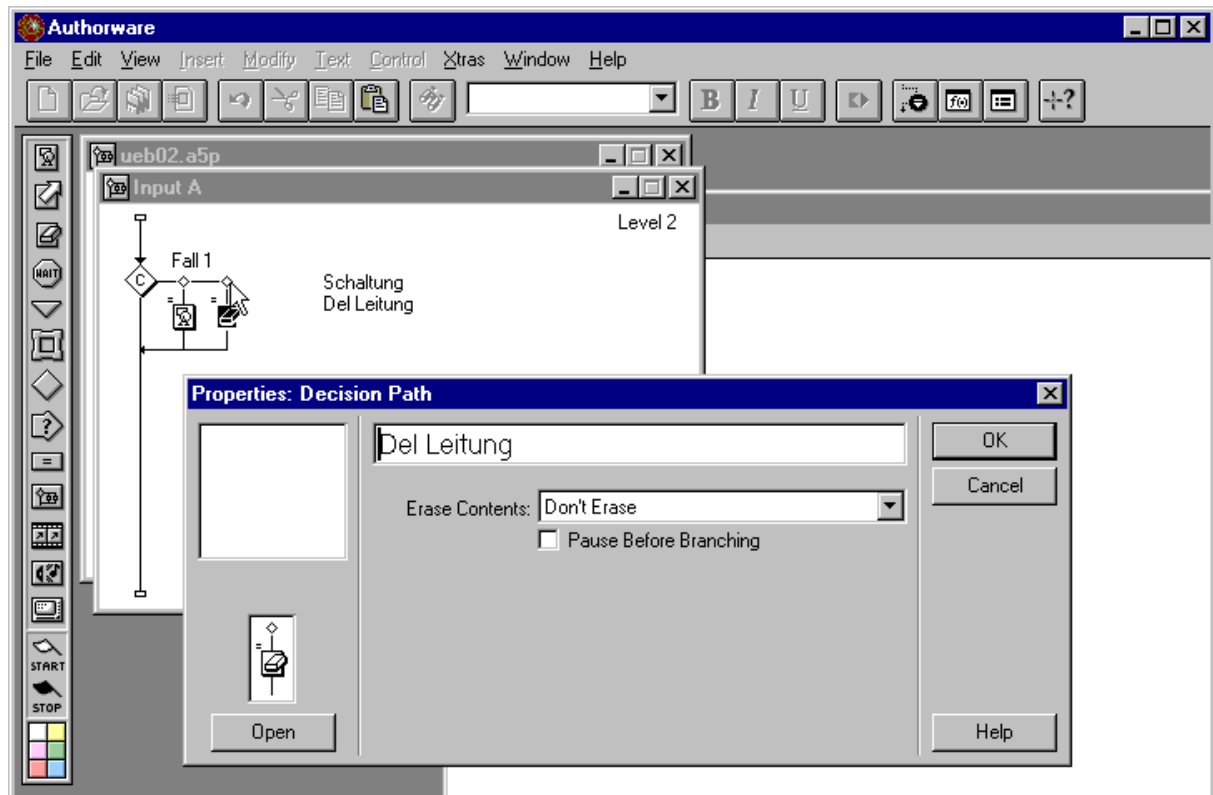 Authorware
File Edit View Insert Modify Text Control Xtras Window Help
B I U f() ?
ueb02.a5p
Input A
Level 2
Fall 1
C
Schaltung
Del Leitung
= =
WAIT
?
=
START
STOP
Properties: Decision Path
Del Leitung
OK
Cancel
Erase Contents: Don't Erase
Pause Before Branching
=
Open
Help